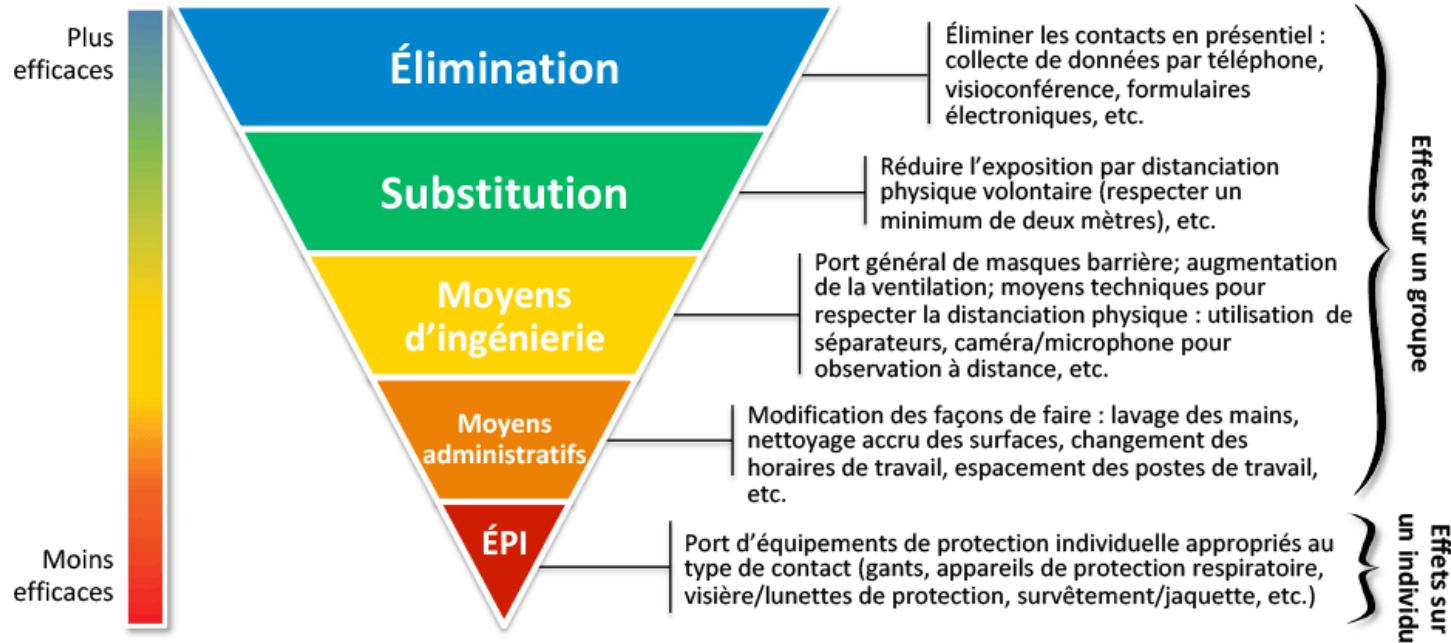 Plus
efficaces
Élimination
Éliminer les contacts en présentiel :
collecte de données par téléphone,
visioconférence, formulaires
électroniques, etc.
Substitution
Réduire l’exposition par distanciation
physique volontaire (respecter un
minimum de deux mètres), etc.
Moyens
d’ingénierie
Port général de masques barrière; augmentation
de la ventilation; moyens techniques pour
respecter la distanciation physique : utilisation de
séparateurs, caméra/microphone pour
observation à distance, etc.
Moyens
administratifs
Modification des façons de faire : lavage des mains,
nettoyage accru des surfaces, changement des
horaires de travail, espacement des postes de travail,
etc.
Effets sur un groupe
Moins
efficaces
ÉPI
Port d’équipements de protection individuelle appropriés au
type de contact (gants, appareils de protection respiratoire,
visière/lunettes de protection, survêtement/jaquette, etc.)
Effets sur
un individu